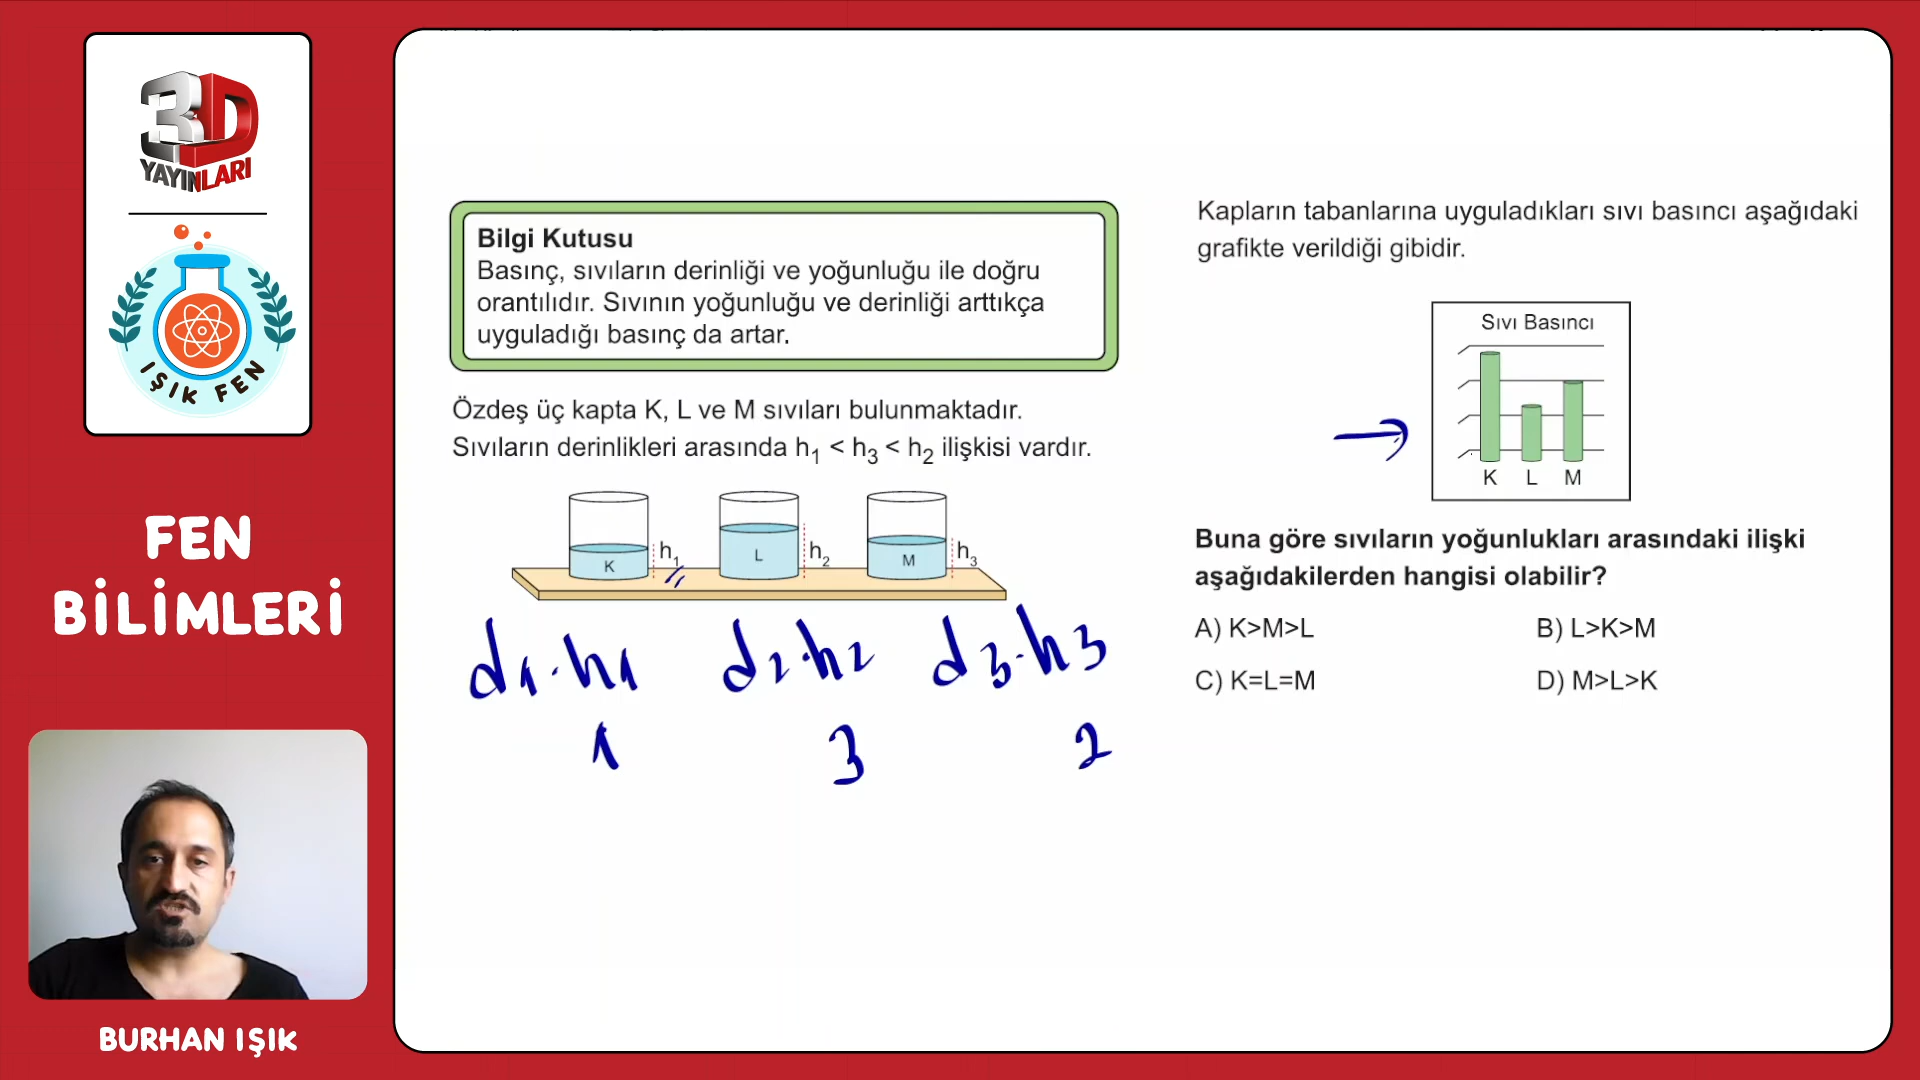 3D
YAYINLARI
IŞIK FEN
FEN
BİLİMLERİ
BURHAN IŞIK
Bilgi Kutusu
Basınç, sıvıların derinliği ve yoğunluğu ile doğru
orantılıdır. Sıvının yoğunluğu ve derinliği arttıkça
uyguladığı basınç da artar.
Özdeş üç kapta K, L ve M sıvıları bulunmaktadır.
Sıvıların derinlikleri arasında h₁ < h₃ < h₂ ilişkisi vardır.
K h₁ L h₂ M h₃
d₁.h₁ d₂.h₂ d₃.h₃
1 3 2
Kapların tabanlarına uyguladıkları sıvı basıncı aşağıdaki
grafikte verildiği gibidir.
Sıvı Basıncı
K L M
Buna göre sıvıların yoğunlukları arasındaki ilişki
aşağıdakilerden hangisi olabilir?
A) K>M>L B) L>K>M
C) K=L=M D) M>L>K